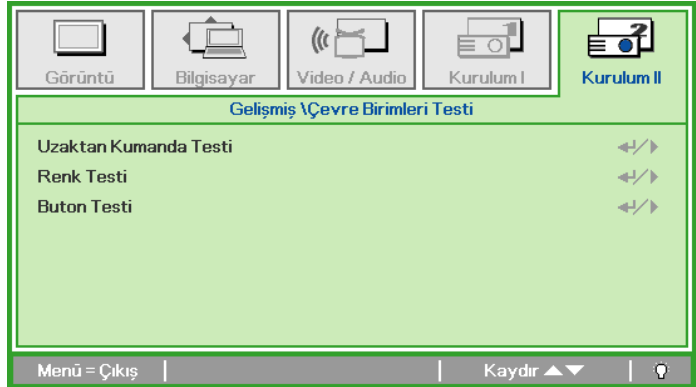 Görüntü
Bilgisayar
Video / Audio
Kurulum I
Kurulum II
Gelişmiş \Çevre Birimleri Testi
Uzaktan Kumanda Testi
Renk Testi
Buton Testi
Menü = Çıkış
Kaydır